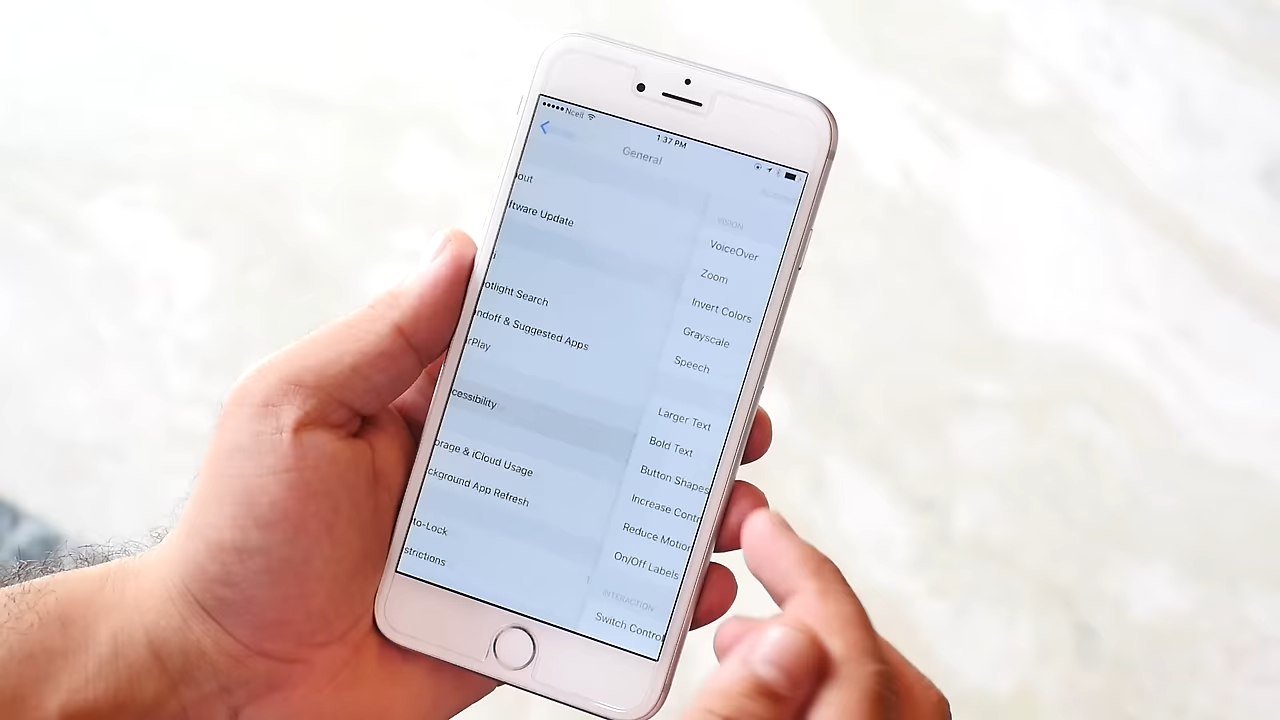 Ncell
1:37 PM
General
out
ftware Update
i
otlight Search
ndoff & Suggested Apps
rPlay
cessibility
orage & iCloud Usage
ckground App Refresh
to-Lock
strictions
VISION
VoiceOver
Zoom
Invert Colors
Grayscale
Speech
Larger Text
Bold Text
Button Shapes
Increase Contr
Reduce Motion
On/Off Labels
INTERACTION
Switch Control